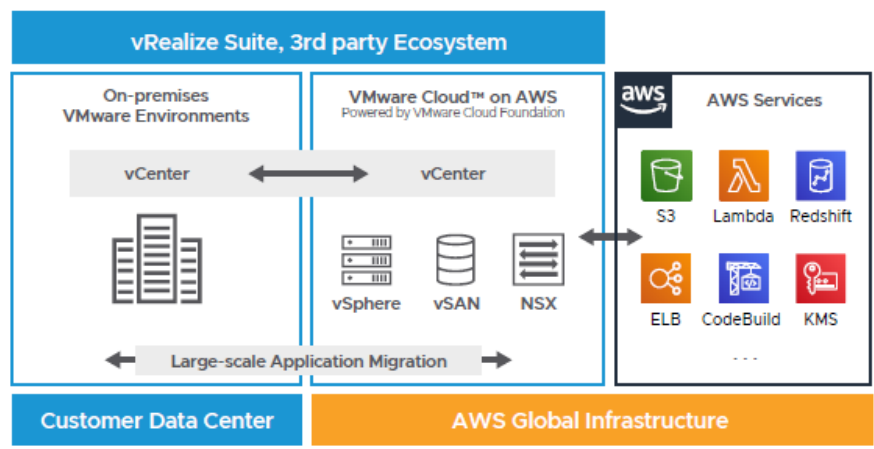 vRealize Suite, 3rd party Ecosystem
On-premises
VMware Environments
VMware Cloud™ on AWS
Powered by VMware Cloud Foundation
aws
AWS Services
vCenter
vCenter
S3
Lambda
Redshift
vSphere
vSAN
NSX
ELB
CodeBuild
KMS
. . .
Large-scale Application Migration
Customer Data Center
AWS Global Infrastructure